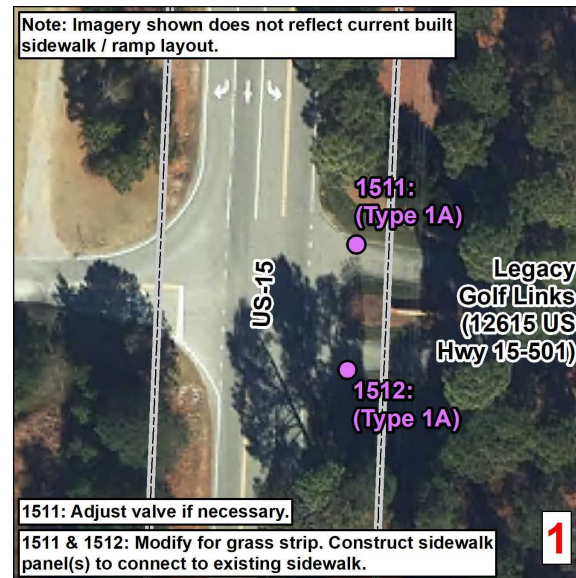 Note: Imagery shown does not reflect current built
sidewalk / ramp layout.
1511:
(Type 1A)
US-15
Legacy
Golf Links
(12615 US
Hwy 15-501)
1512:
(Type 1A)
1511: Adjust valve if necessary.
1511 & 1512: Modify for grass strip. Construct sidewalk
panel(s) to connect to existing sidewalk.
1